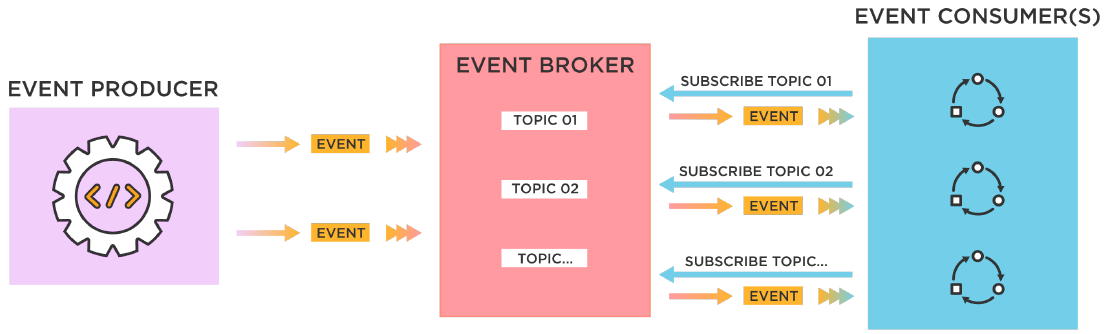 EVENT PRODUCER
</>
EVENT
EVENT
EVENT BROKER
TOPIC 01
TOPIC 02
TOPIC...
SUBSCRIBE TOPIC 01
EVENT
SUBSCRIBE TOPIC 02
EVENT
SUBSCRIBE TOPIC...
EVENT
EVENT CONSUMER(S)